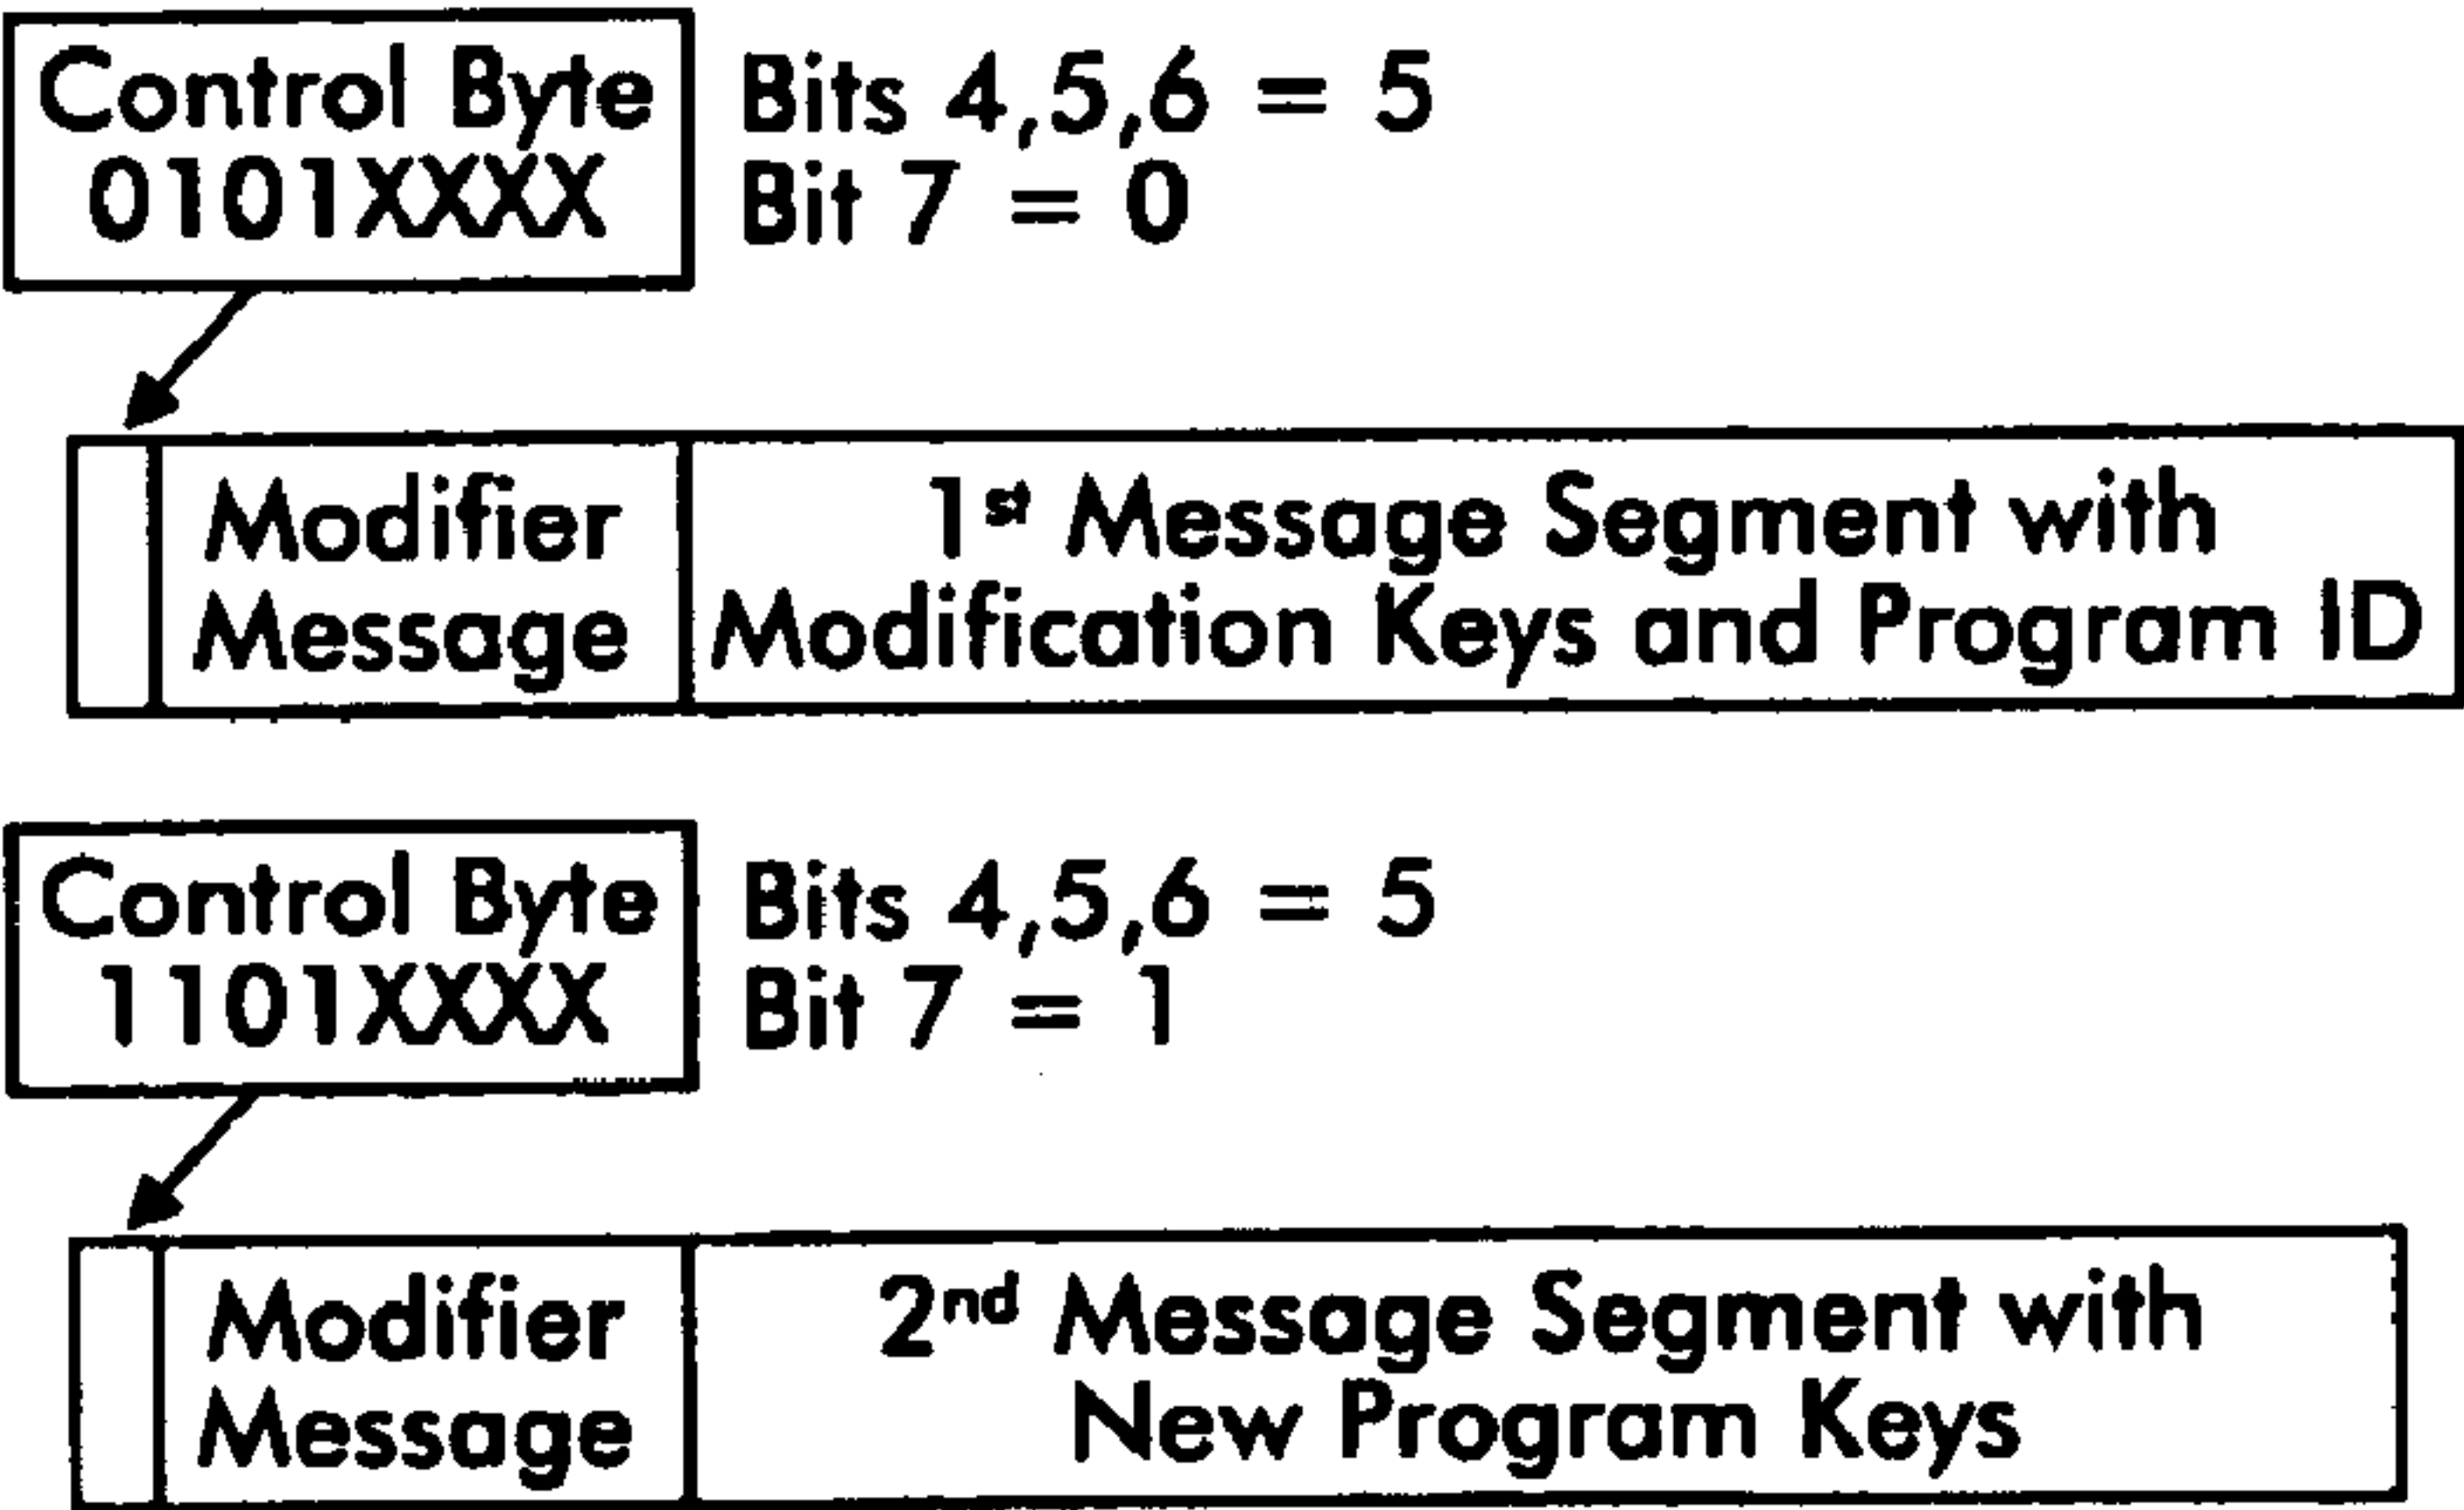 Control Byte
0101XXXX
Bits 4,5,6 = 5
Bit 7 = 0
Modifier
Message
1st Message Segment with
Modification Keys and Program ID
Control Byte
1101XXXX
Bits 4,5,6 = 5
Bit 7 = 1
Modifier
Message
2nd Message Segment with
New Program Keys